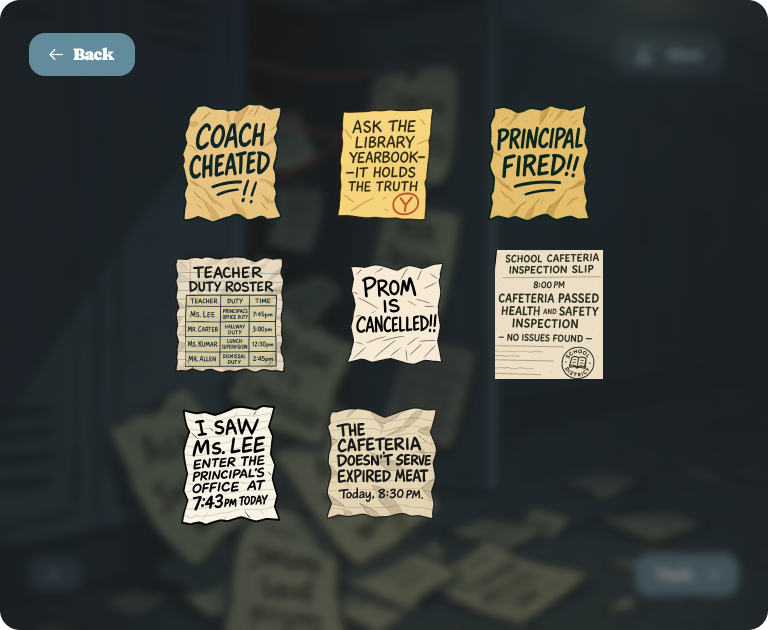 Back
COACH
CHEATED
!!
ASK THE
LIBRARY
YEARBOOK–
–IT HOLDS
THE TRUTH
Y
PRINCIPAL
FIRED!!
TEACHER
DUTY ROSTER
TEACHER DUTY TIME
Ms. LEE PRINCIPAL'S OFFICE DUTY 7:45pm
MR. CARTER HALLWAY DUTY 3:00pm
Ms. KUMAR LUNCH SUPERVISION 12:30pm
MR. ALLEN DISMISSAL DUTY 2:45pm
PROM
IS
CANCELLED!!
SCHOOL CAFETERIA
INSPECTION SLIP
8:00 PM
CAFETERIA PASSED
HEALTH AND SAFETY
INSPECTION
– NO ISSUES FOUND –
SCHOOL
DISTRICT
I SAW
Ms. LEE
ENTER THE
PRINCIPAL'S
OFFICE AT
7:43PM TODAY
THE
CAFETERIA
DOESN'T SERVE
EXPIRED MEAT
Today, 8:30 P.M.